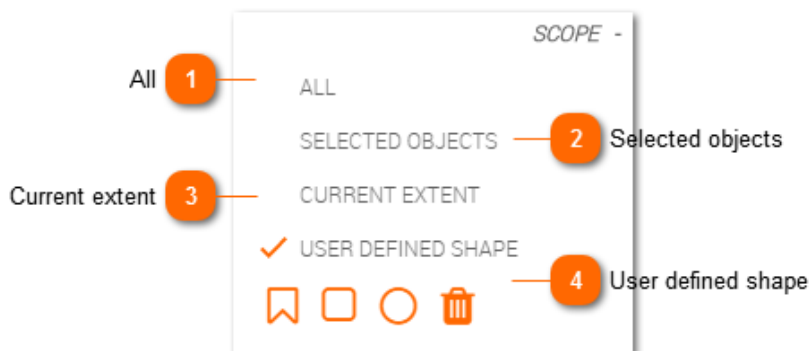 SCOPE -
All 1
ALL
SELECTED OBJECTS 2 Selected objects
Current extent 3 CURRENT EXTENT
USER DEFINED SHAPE
4 User defined shape